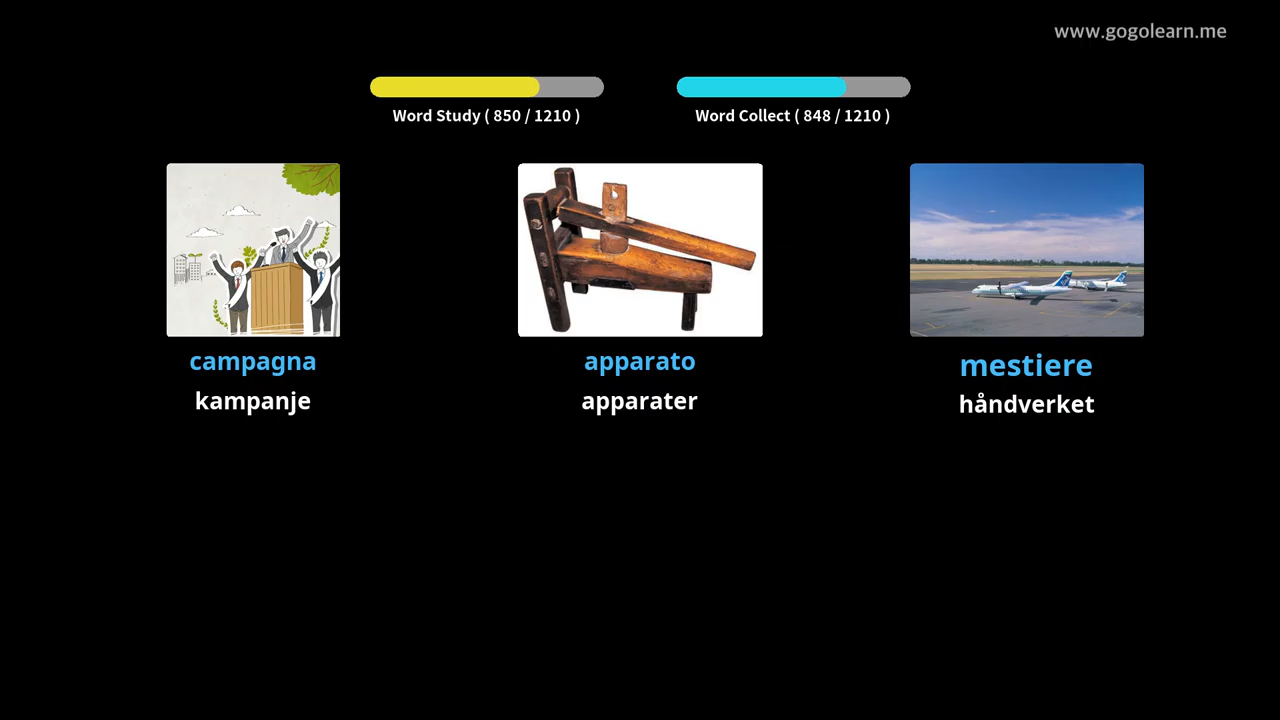 www.gogolearn.me
Word Study ( 850 / 1210 )
Word Collect ( 848 / 1210 )
campagna
kampanje
apparato
apparater
mestiere
håndverket